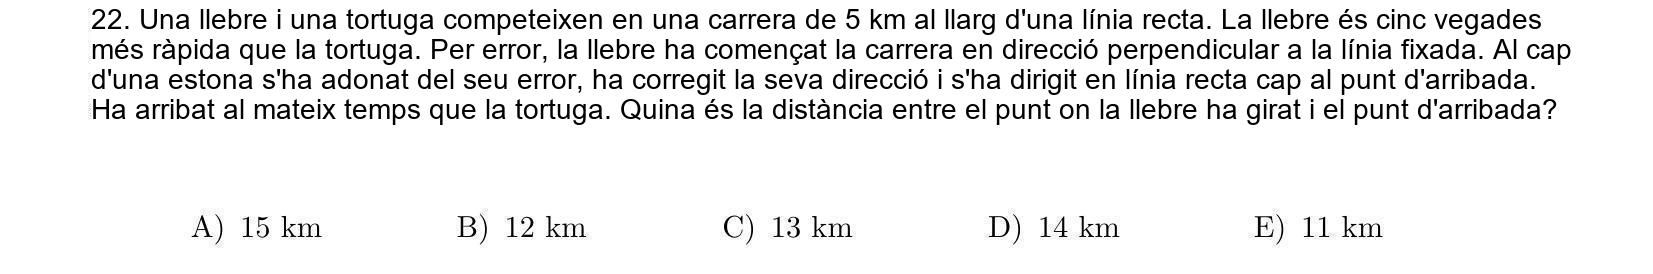 22. Una llebre i una tortuga competeixen en una carrera de 5 km al llarg d'una línia recta. La llebre és cinc vegades
més ràpida que la tortuga. Per error, la llebre ha començat la carrera en direcció perpendicular a la línia fixada. Al cap
d'una estona s'ha adonat del seu error, ha corregit la seva direcció i s'ha dirigit en línia recta cap al punt d'arribada.
Ha arribat al mateix temps que la tortuga. Quina és la distància entre el punt on la llebre ha girat i el punt d'arribada?
A) 15 km B) 12 km C) 13 km D) 14 km E) 11 km